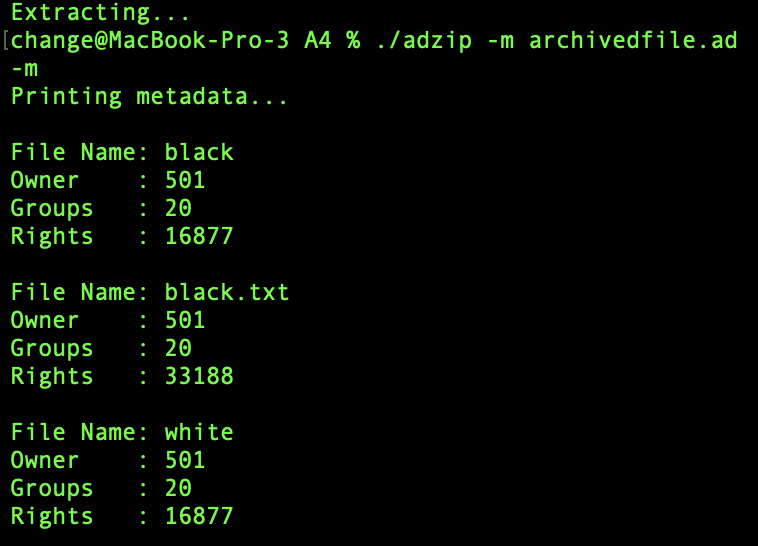 Extracting...
[change@MacBook-Pro-3 A4 % ./adzip -m archivedfile.ad
-m
Printing metadata...
File Name: black
Owner    : 501
Groups   : 20
Rights   : 16877
File Name: black.txt
Owner    : 501
Groups   : 20
Rights   : 33188
File Name: white
Owner    : 501
Groups   : 20
Rights   : 16877